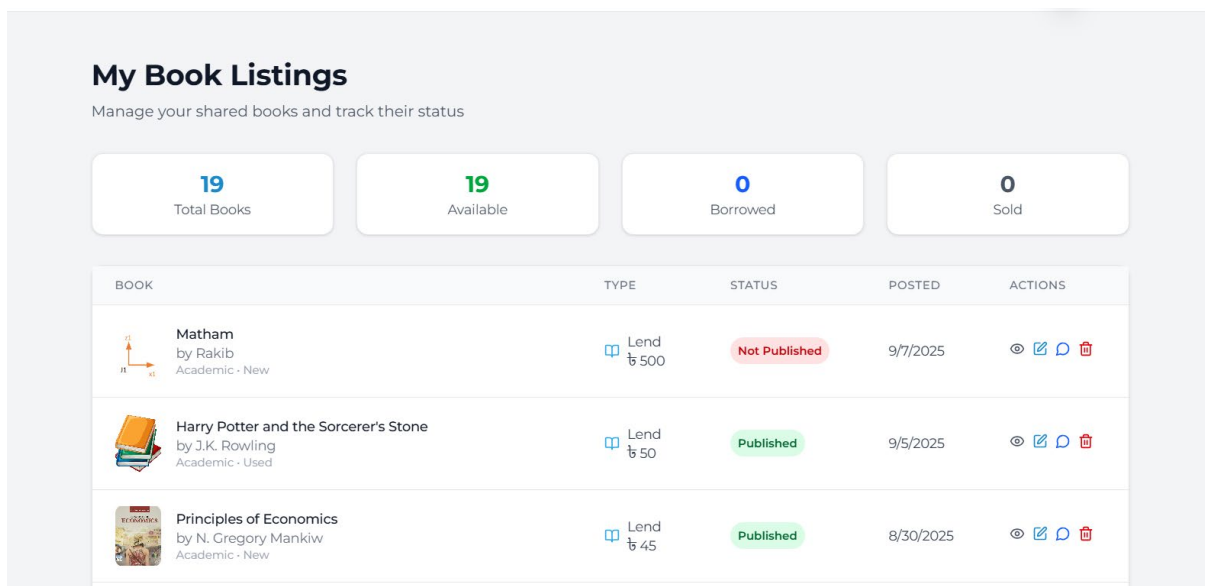 My Book Listings
Manage your shared books and track their status
19
Total Books
19
Available
0
Borrowed
0
Sold
BOOK TYPE STATUS POSTED ACTIONS
Matham
by Rakib
Academic • New
Lend
৳ 500
Not Published
9/7/2025
Harry Potter and the Sorcerer's Stone
by J.K. Rowling
Academic • Used
Lend
৳ 50
Published
9/5/2025
ECONOMICS
Principles of Economics
by N. Gregory Mankiw
Academic • New
Lend
৳ 45
Published
8/30/2025